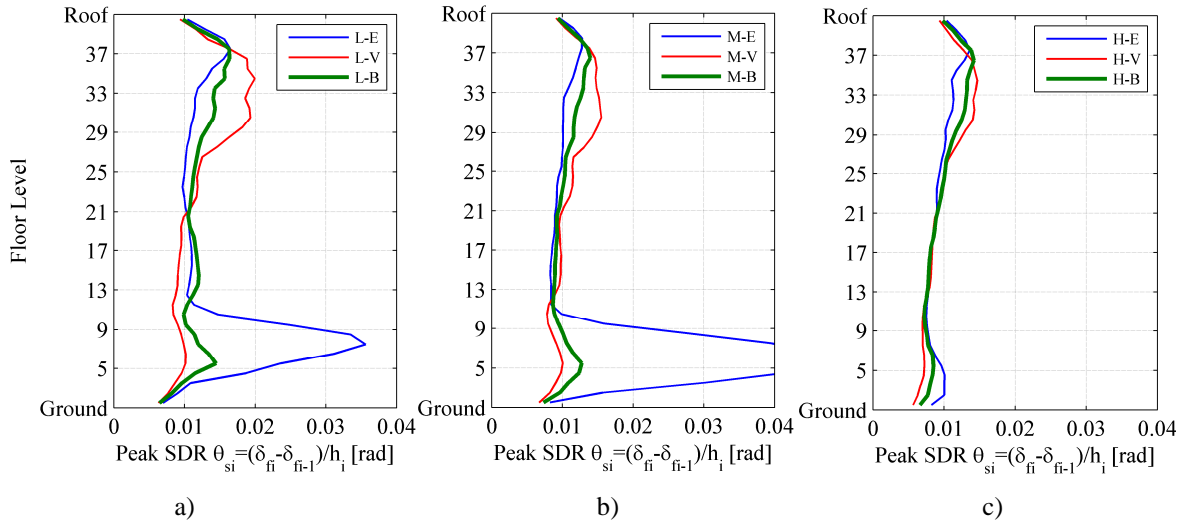 Floor Level
Roof
37
33
29
25
21
17
13
9
5
Ground
0
0.01
0.02
0.03
0.04
L-E
L-V
L-B
Peak SDR θsi=(δfi-δfi-1)/hi [rad]
a)
Roof
37
33
29
25
21
17
13
9
5
Ground
0
0.01
0.02
0.03
0.04
M-E
M-V
M-B
Peak SDR θsi=(δfi-δfi-1)/hi [rad]
b)
Roof
37
33
29
25
21
17
13
9
5
Ground
0
0.01
0.02
0.03
0.04
H-E
H-V
H-B
Peak SDR θsi=(δfi-δfi-1)/hi [rad]
c)